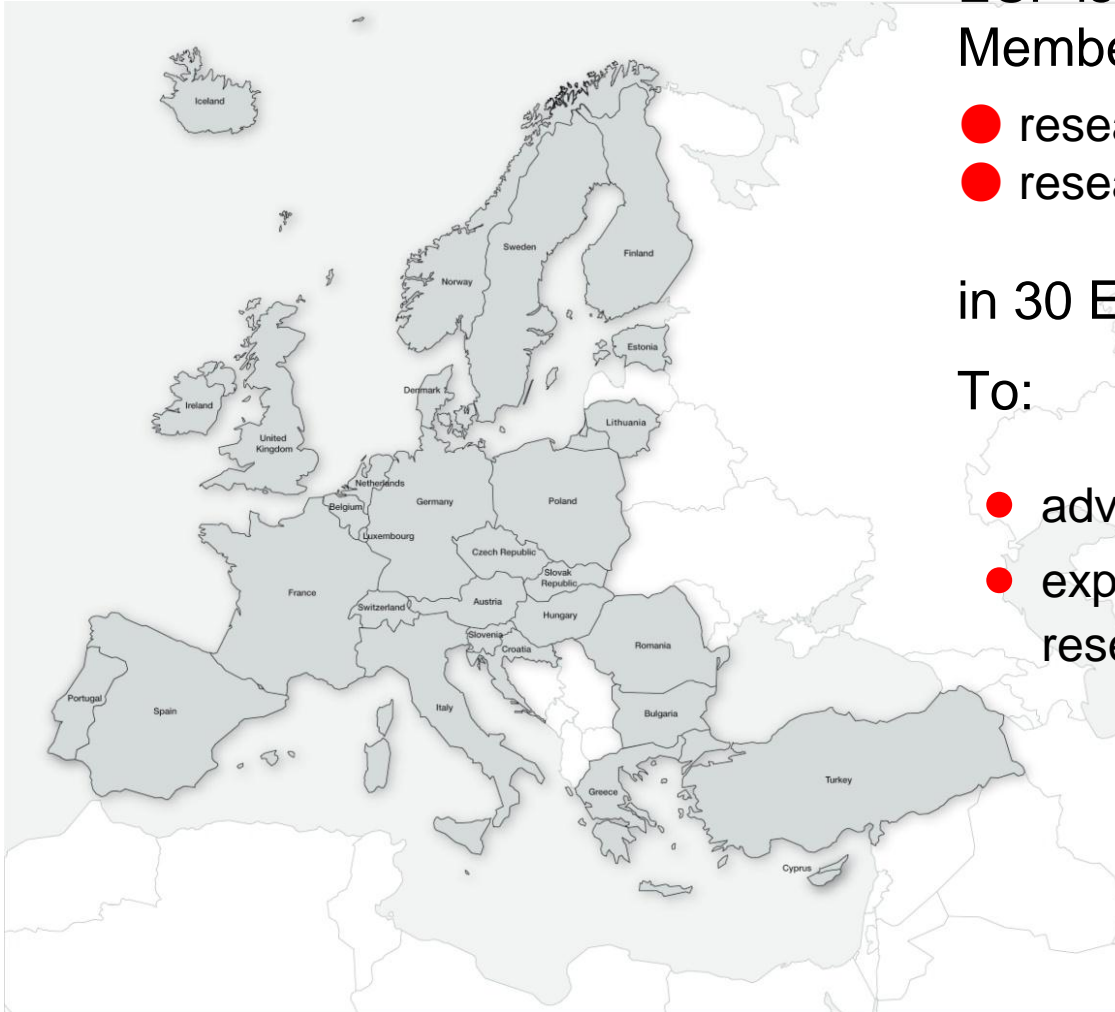 Membe
resea
resea
in 30 E
To:
adv
exp
rese
Iceland
Sweden
Finland
Norway
Estonia
Denmark
Ireland
Lithuania
United
Kingdom
Netherlands
Belgium
Germany
Poland
Luxembourg
Czech Republic
Slovak
Republic
France
Switzerland
Austria
Hungary
Slovenia
Croatia
Romania
Portugal
Spain
Italy
Bulgaria
Turkey
Greece
Cyprus